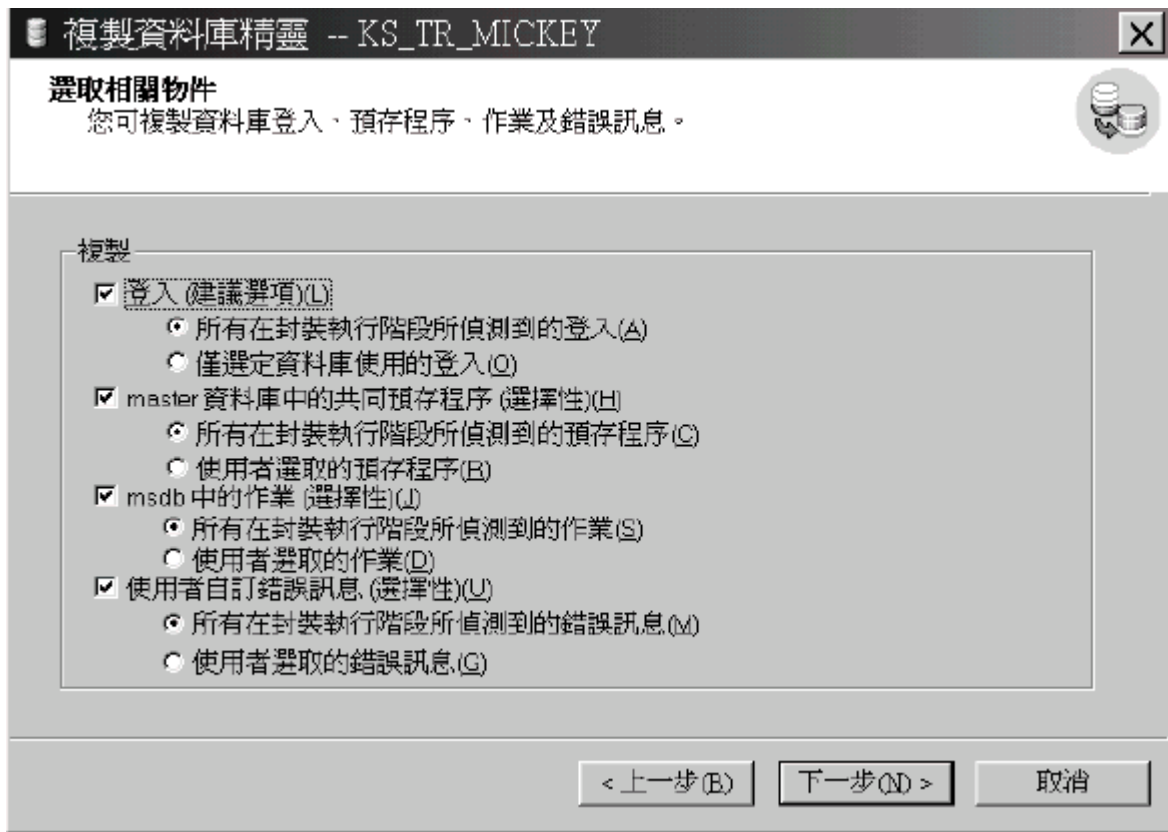 複製資料庫精靈 -- KS_TR_MICKEY
選取相關物件
您可複製資料庫登入、預存程序、作業及錯誤訊息。
複製
登入 (建議選項)(L)
所有在封裝執行階段所偵測到的登入(A)
僅選定資料庫使用的登入(O)
master 資料庫中的共同預存程序 (選擇性)(H)
所有在封裝執行階段所偵測到的預存程序(C)
使用者選取的預存程序(R)
msdb 中的作業 (選擇性)(J)
所有在封裝執行階段所偵測到的作業(S)
使用者選取的作業(D)
使用者自訂錯誤訊息 (選擇性)(U)
所有在封裝執行階段所偵測到的錯誤訊息(M)
使用者選取的錯誤訊息(G)
< 上一步(B) 下一步(N) > 取消